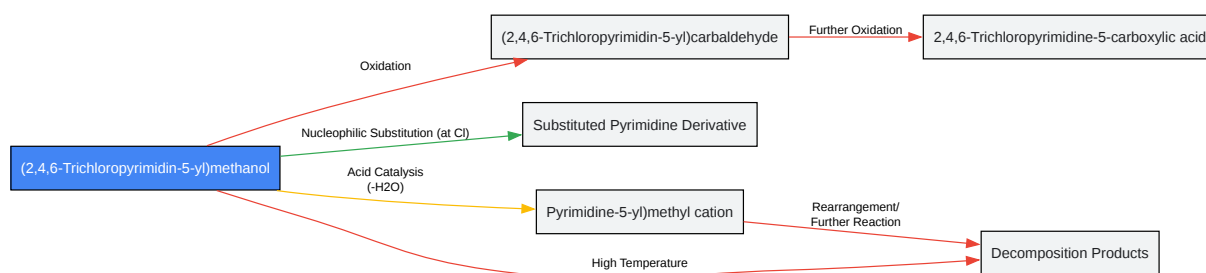 (2,4,6-Trichloropyrimidin-5-yl)carbaldehyde
Further Oxidation
2,4,6-Trichloropyrimidine-5-carboxylic acid
Oxidation
Nucleophilic Substitution (at Cl)
Substituted Pyrimidine Derivative
(2,4,6-Trichloropyrimidin-5-yl)methanol
Acid Catalysis
(-H2O)
Pyrimidine-5-yl)methyl cation
Rearrangement/
Further Reaction
Decomposition Products
High Temperature